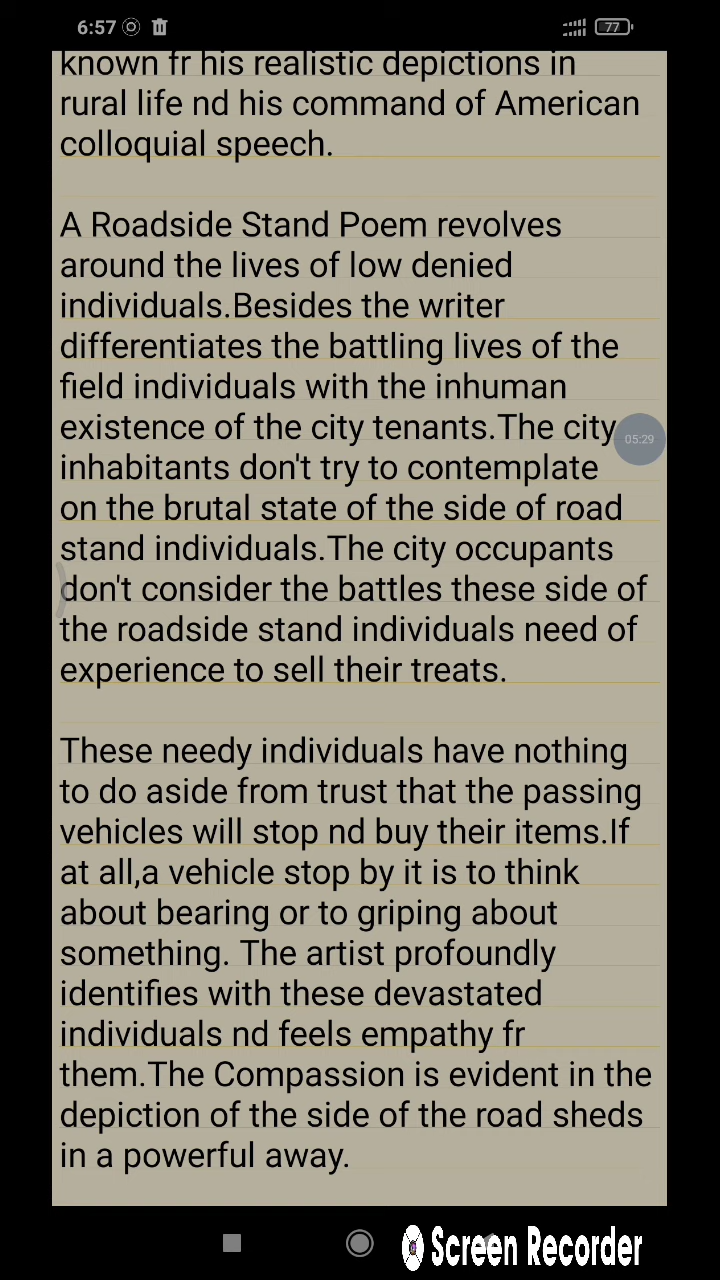 6:57
77
known fr his realistic depictions in
rural life nd his command of American
colloquial speech.
A Roadside Stand Poem revolves
around the lives of low denied
individuals.Besides the writer
differentiates the battling lives of the
field individuals with the inhuman
existence of the city tenants.The city
05:29
inhabitants don't try to contemplate
on the brutal state of the side of road
stand individuals.The city occupants
don't consider the battles these side of
the roadside stand individuals need of
experience to sell their treats.
These needy individuals have nothing
to do aside from trust that the passing
vehicles will stop nd buy their items.If
at all,a vehicle stop by it is to think
about bearing or to griping about
something. The artist profoundly
identifies with these devastated
individuals nd feels empathy fr
them.The Compassion is evident in the
depiction of the side of the road sheds
in a powerful away.
Screen Recorder